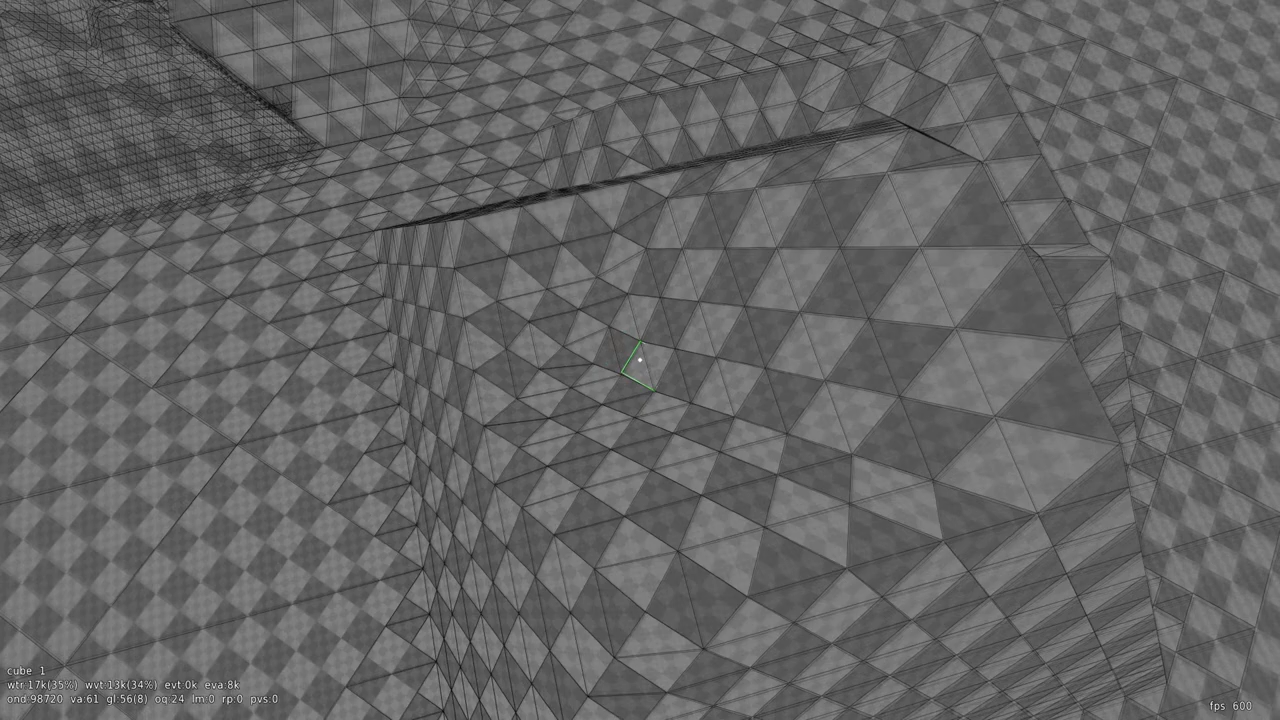 cube 1
wtr:17k(35%) wvt:13k(34%) evt:0k eva:8k
ond:98720 va:61 gl:56(8) oq:24 lm:0 rp:0 pvs:0
fps 600